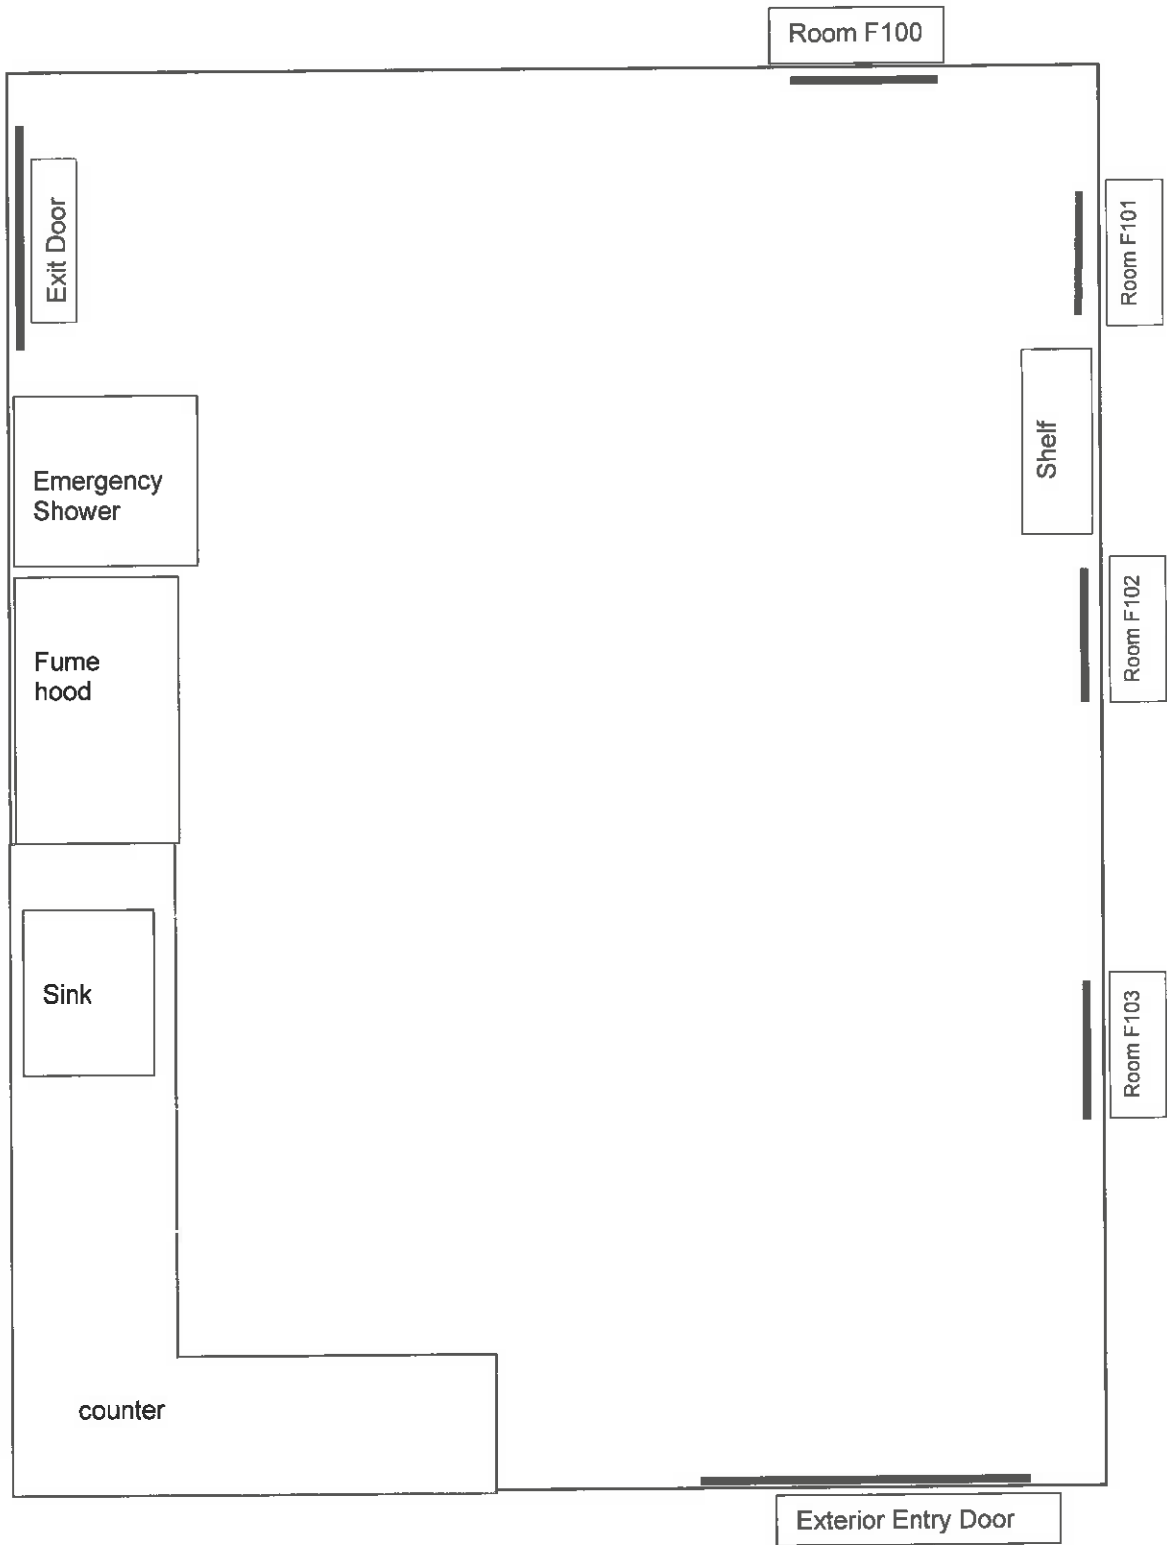 Room F100
Exit Door
Room F101
Emergency
Shower
Shelf
Fume
hood
Room F102
Sink
Room F103
counter
Exterior Entry Door